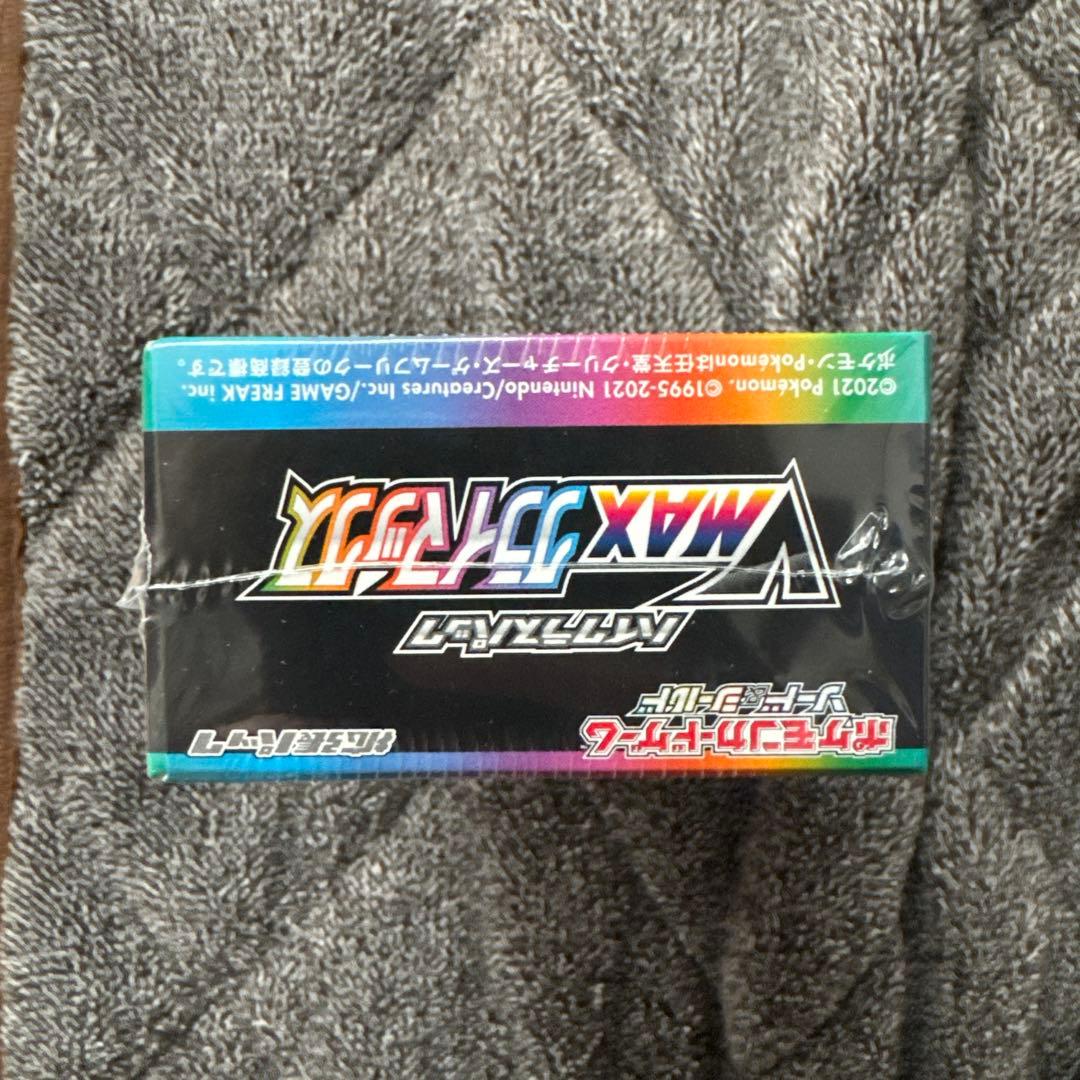 ポケモンカードゲーム
ソード&シールド
拡張パック
ハイクラスパック
VMAX クライマックス
©2021 Pokémon. ©1995-2021 Nintendo/Creatures Inc./GAME FREAK inc.
ポケモン・Pokémonは任天堂・クリーチャーズ・ゲームフリークの登録商標です。